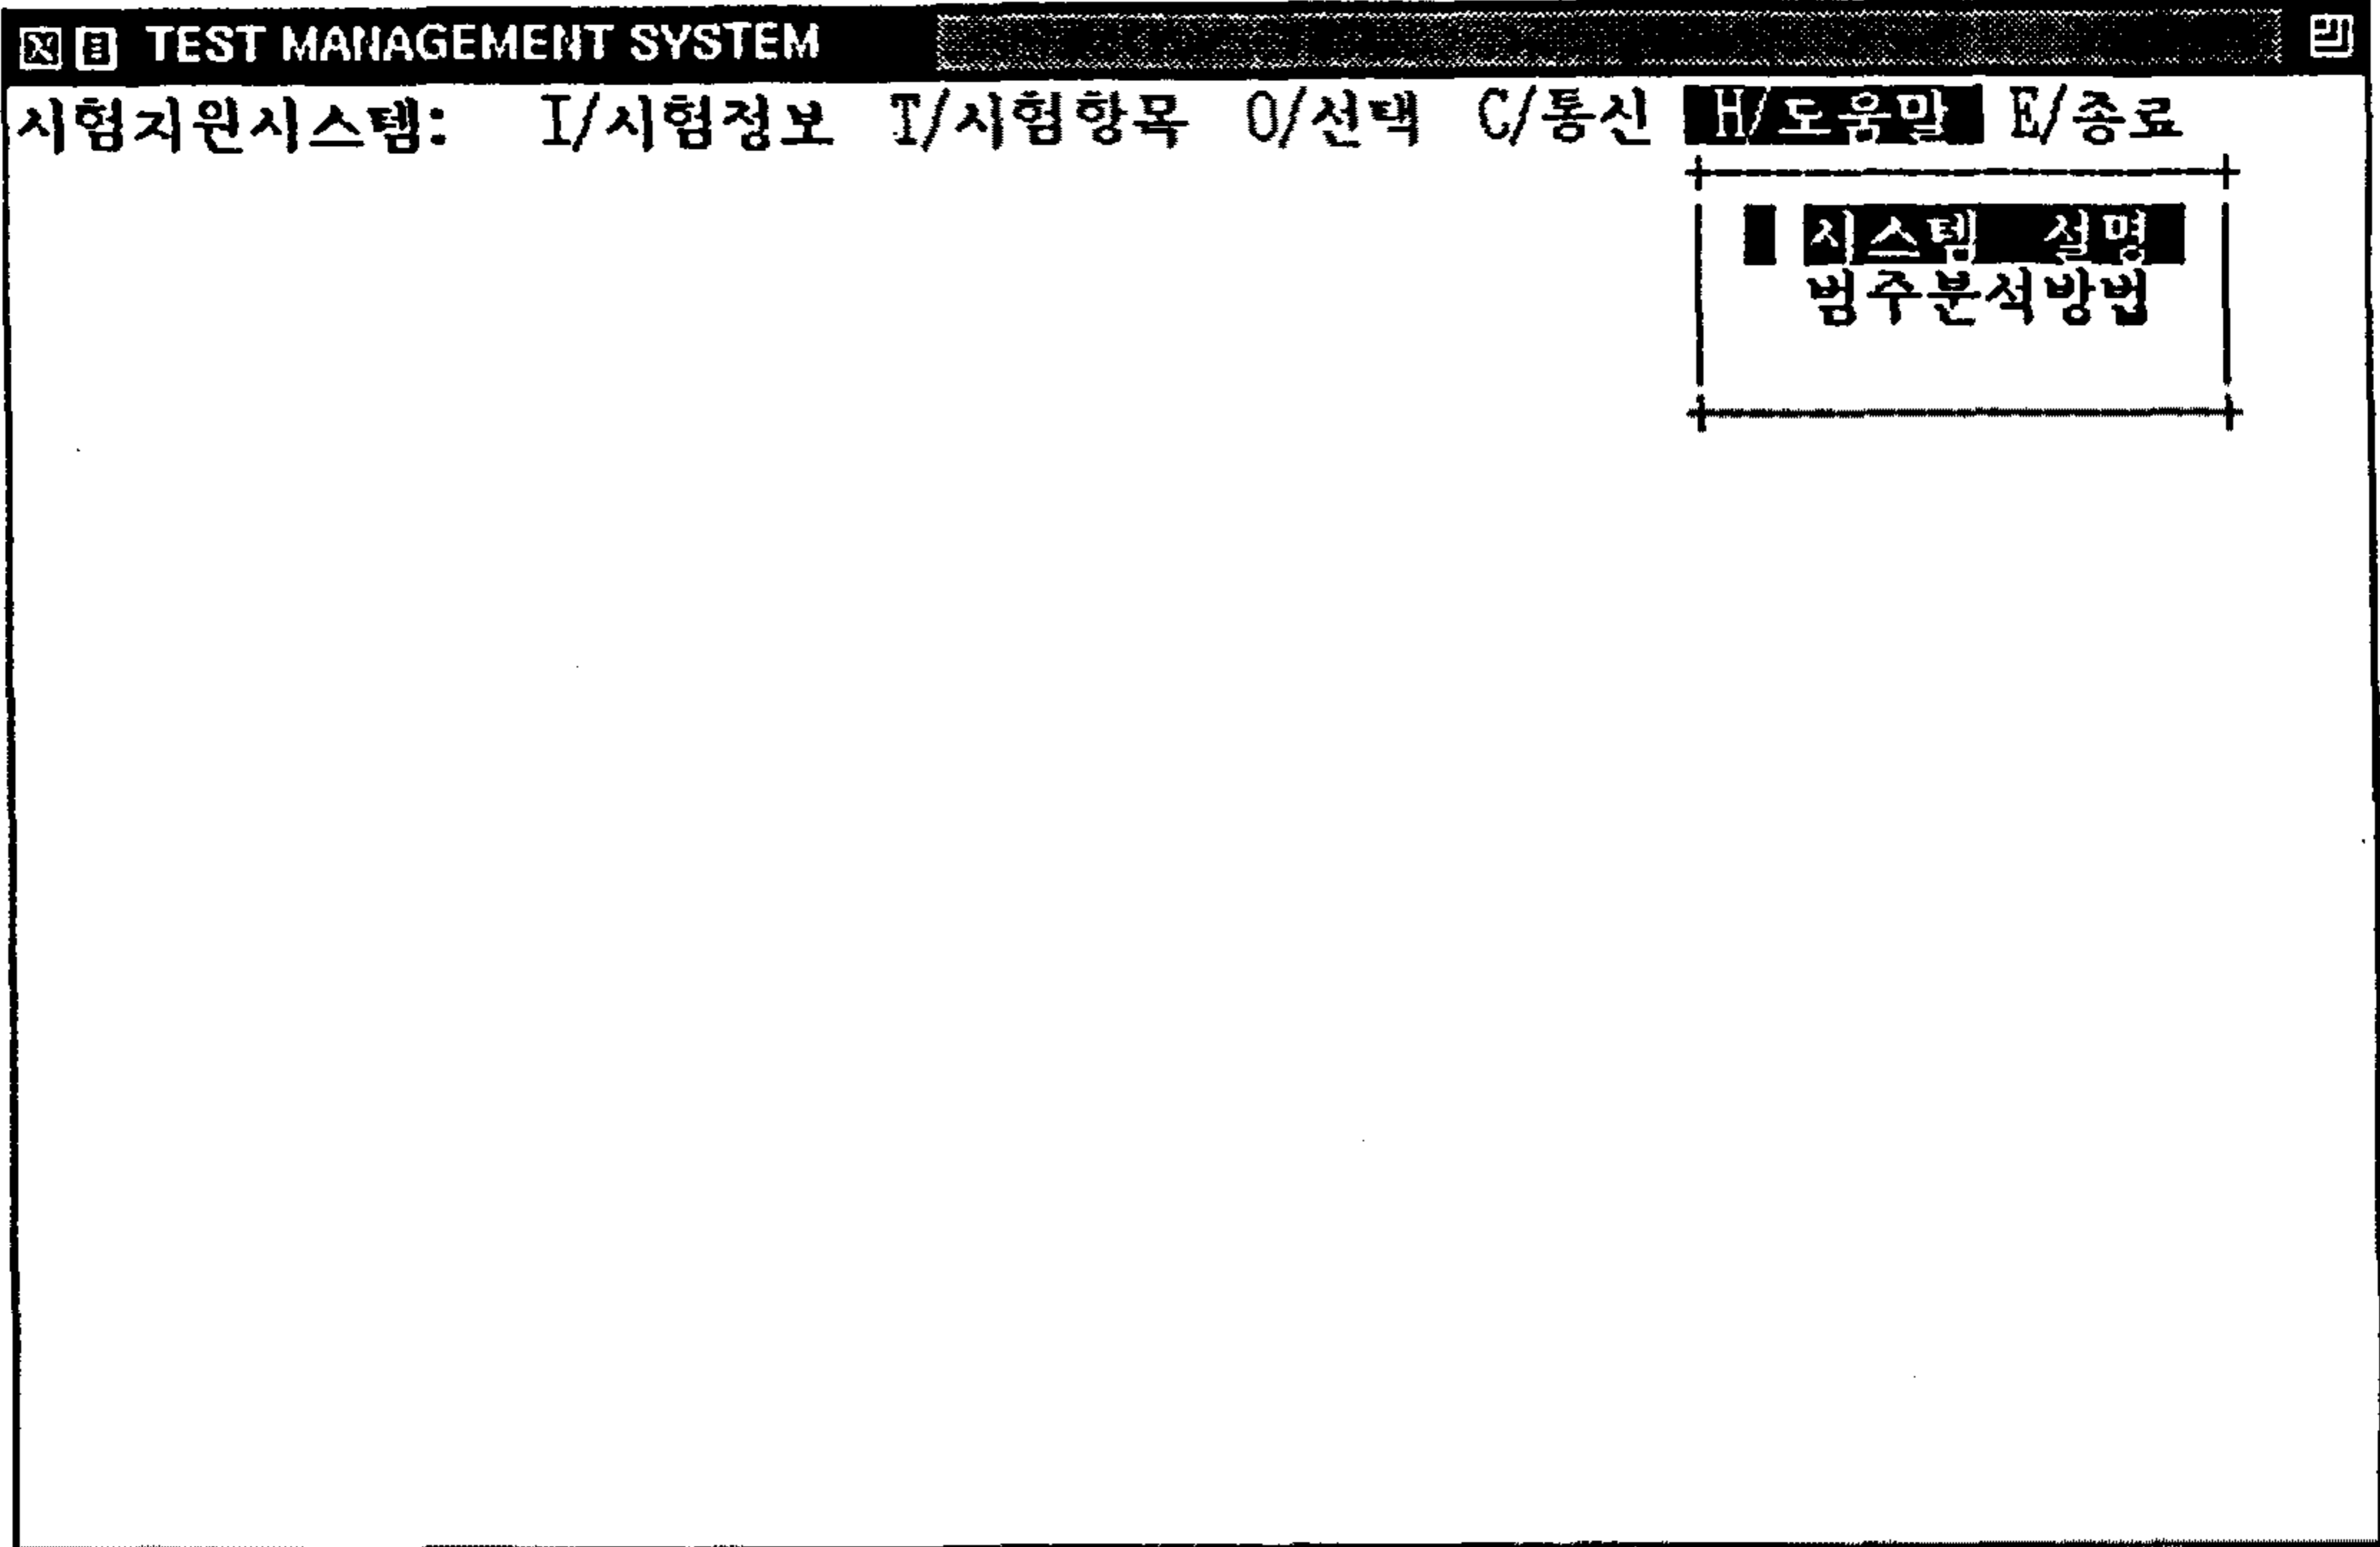 TEST MANAGEMENT SYSTEM
시험지원시스템: I/시험정보 T/시험항목 O/선택 C/통신 H/도움말 E/종료
시스템 설명
범주분석방법